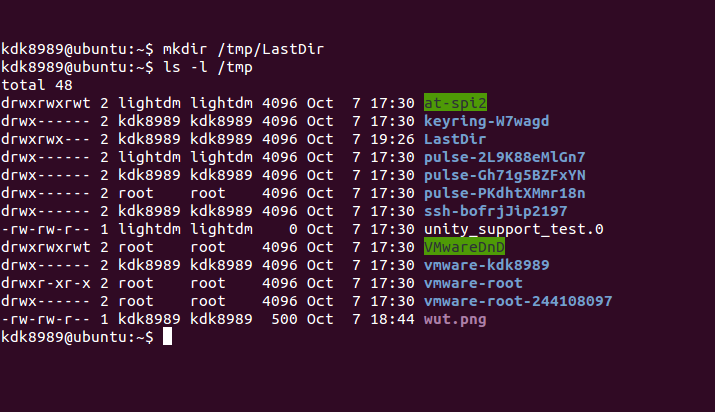 kdk8989@ubuntu:~$ mkdir /tmp/LastDir
kdk8989@ubuntu:~$ ls -l /tmp
total 48
drwxrwxrwt 2 lightdm lightdm 4096 Oct  7 17:30 at-spi2
drwx------ 2 kdk8989 kdk8989 4096 Oct  7 17:30 keyring-W7wagd
drwxrwx--- 2 kdk8989 kdk8989 4096 Oct  7 19:26 LastDir
drwx------ 2 lightdm lightdm 4096 Oct  7 17:30 pulse-2L9K88eMlGn7
drwx------ 2 kdk8989 kdk8989 4096 Oct  7 17:30 pulse-Gh71g5BZFxYN
drwx------ 2 root    root    4096 Oct  7 17:30 pulse-PKdhtXMmr18n
drwx------ 2 kdk8989 kdk8989 4096 Oct  7 17:30 ssh-bofrjJip2197
-rw-rw-r-- 1 lightdm lightdm    0 Oct  7 17:30 unity_support_test.0
drwxrwxrwt 2 root    root    4096 Oct  7 17:30 VMwareDnD
drwx------ 2 kdk8989 kdk8989 4096 Oct  7 17:30 vmware-kdk8989
drwxr-xr-x 2 root    root    4096 Oct  7 17:30 vmware-root
drwx------ 2 root    root    4096 Oct  7 17:30 vmware-root-244108097
-rw-rw-r-- 1 kdk8989 kdk8989  500 Oct  7 18:44 wut.png
kdk8989@ubuntu:~$